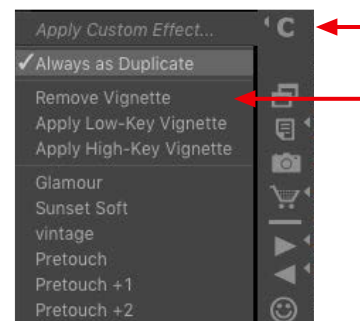 Apply Custom Effect...
C
✓Always as Duplicate
Remove Vignette
Apply Low-Key Vignette
Apply High-Key Vignette
Glamour
Sunset Soft
vintage
Pretouch
Pretouch +1
Pretouch +2